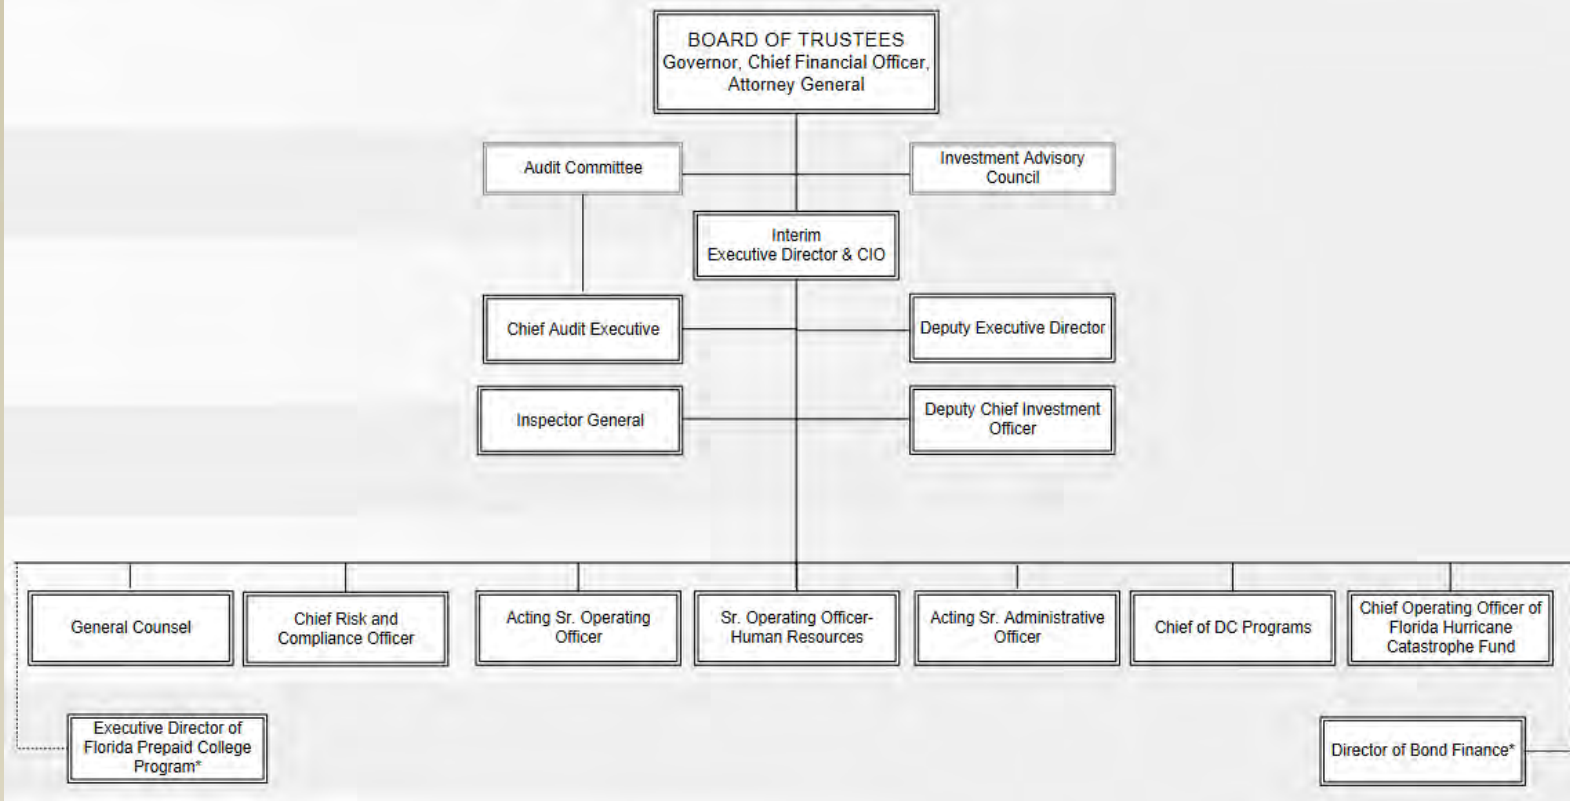 BOARD OF TRUSTEES
Governor, Chief Financial Officer,
Attorney General
Audit Committee
Investment Advisory
Council
Interim
Executive Director & CIO
Chief Audit Executive
Deputy Executive Director
Inspector General
Deputy Chief Investment
Officer
General Counsel
Chief Risk and
Compliance Officer
Acting Sr. Operating
Officer
Sr. Operating Officer-
Human Resources
Acting Sr. Administrative
Officer
Chief of DC Programs
Chief Operating Officer of
Florida Hurricane
Catastrophe Fund
Executive Director of
Florida Prepaid College
Program*
Director of Bond Finance*